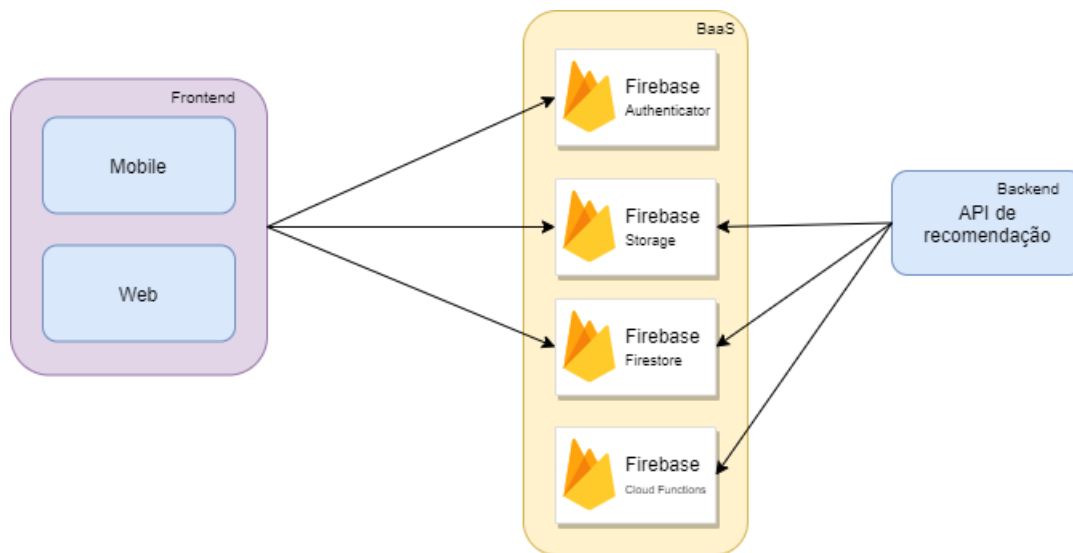 Frontend
Mobile
Web
BaaS
Firebase
Authenticator
Firebase
Storage
Firebase
Firestore
Firebase
Cloud Functions
Backend
API de
recomendação